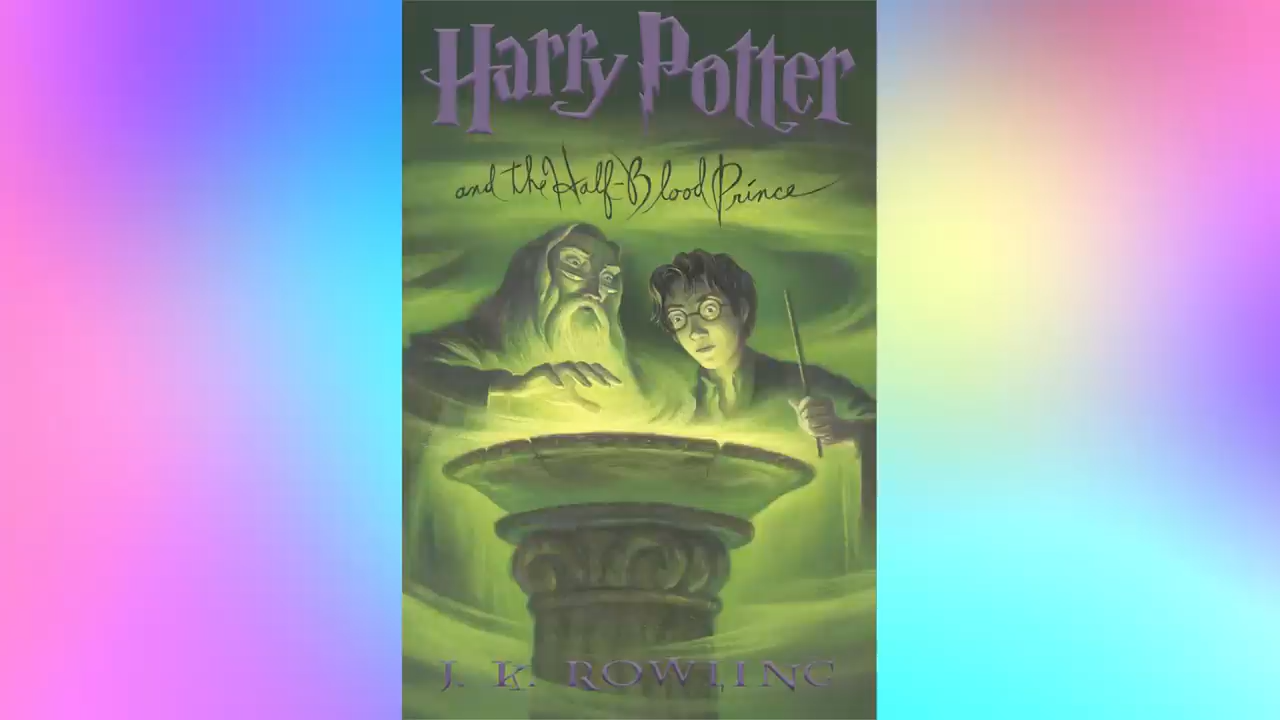 Harry Potter
and the Half-Blood Prince
J. K. ROWLING